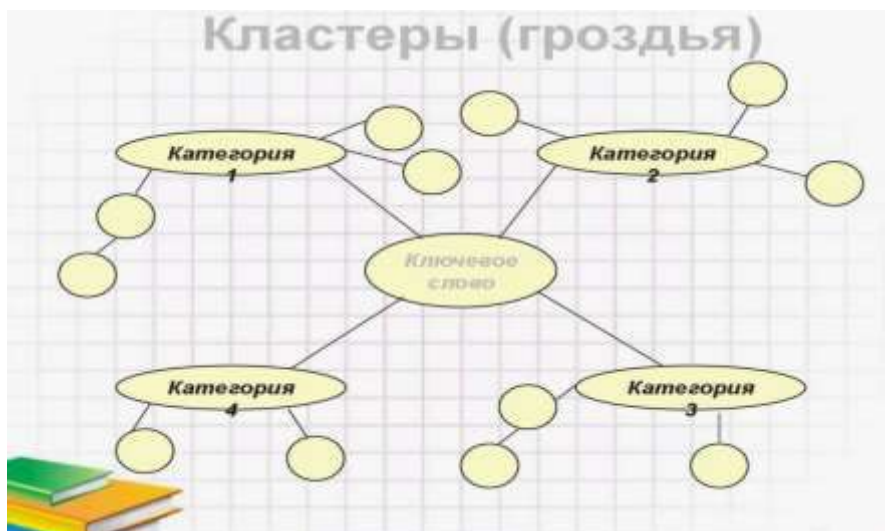 Кластеры (гроздья)
Категория
1
Категория
2
Ключевое
слово
Категория
4
Категория
3